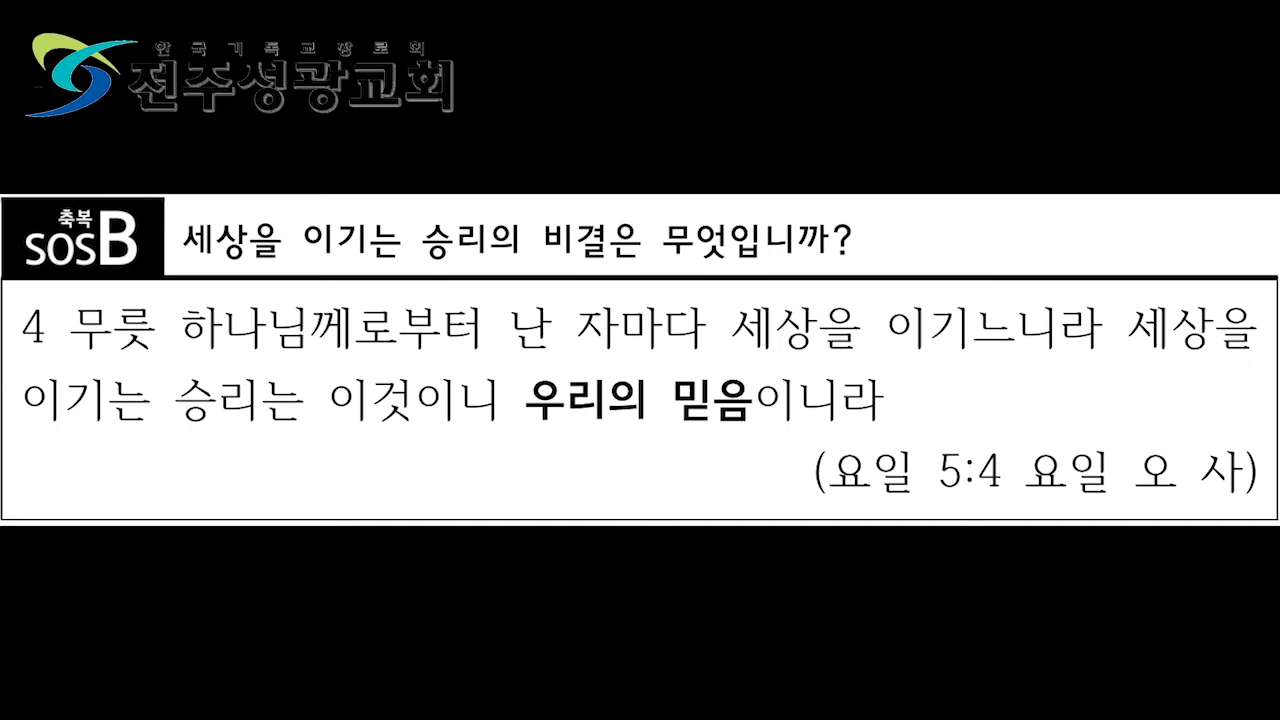 한국기독교장로회
전주성광교회
축복
SOSB
세상을 이기는 승리의 비결은 무엇입니까?
4 무릇 하나님께로부터 난 자마다 세상을 이기느니라 세상을
이기는 승리는 이것이니 우리의 믿음이니라
(요일 5:4 요일 오 사)